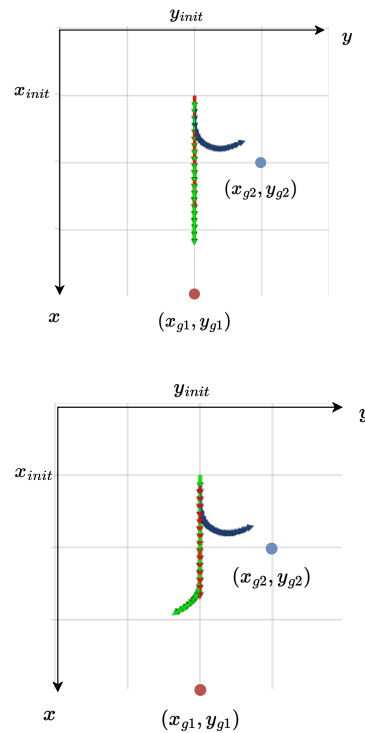 y_init
y
x_init
(x_g2, y_g2)
x
(x_g1, y_g1)
y_init
y
x_init
(x_g2, y_g2)
x
(x_g1, y_g1)